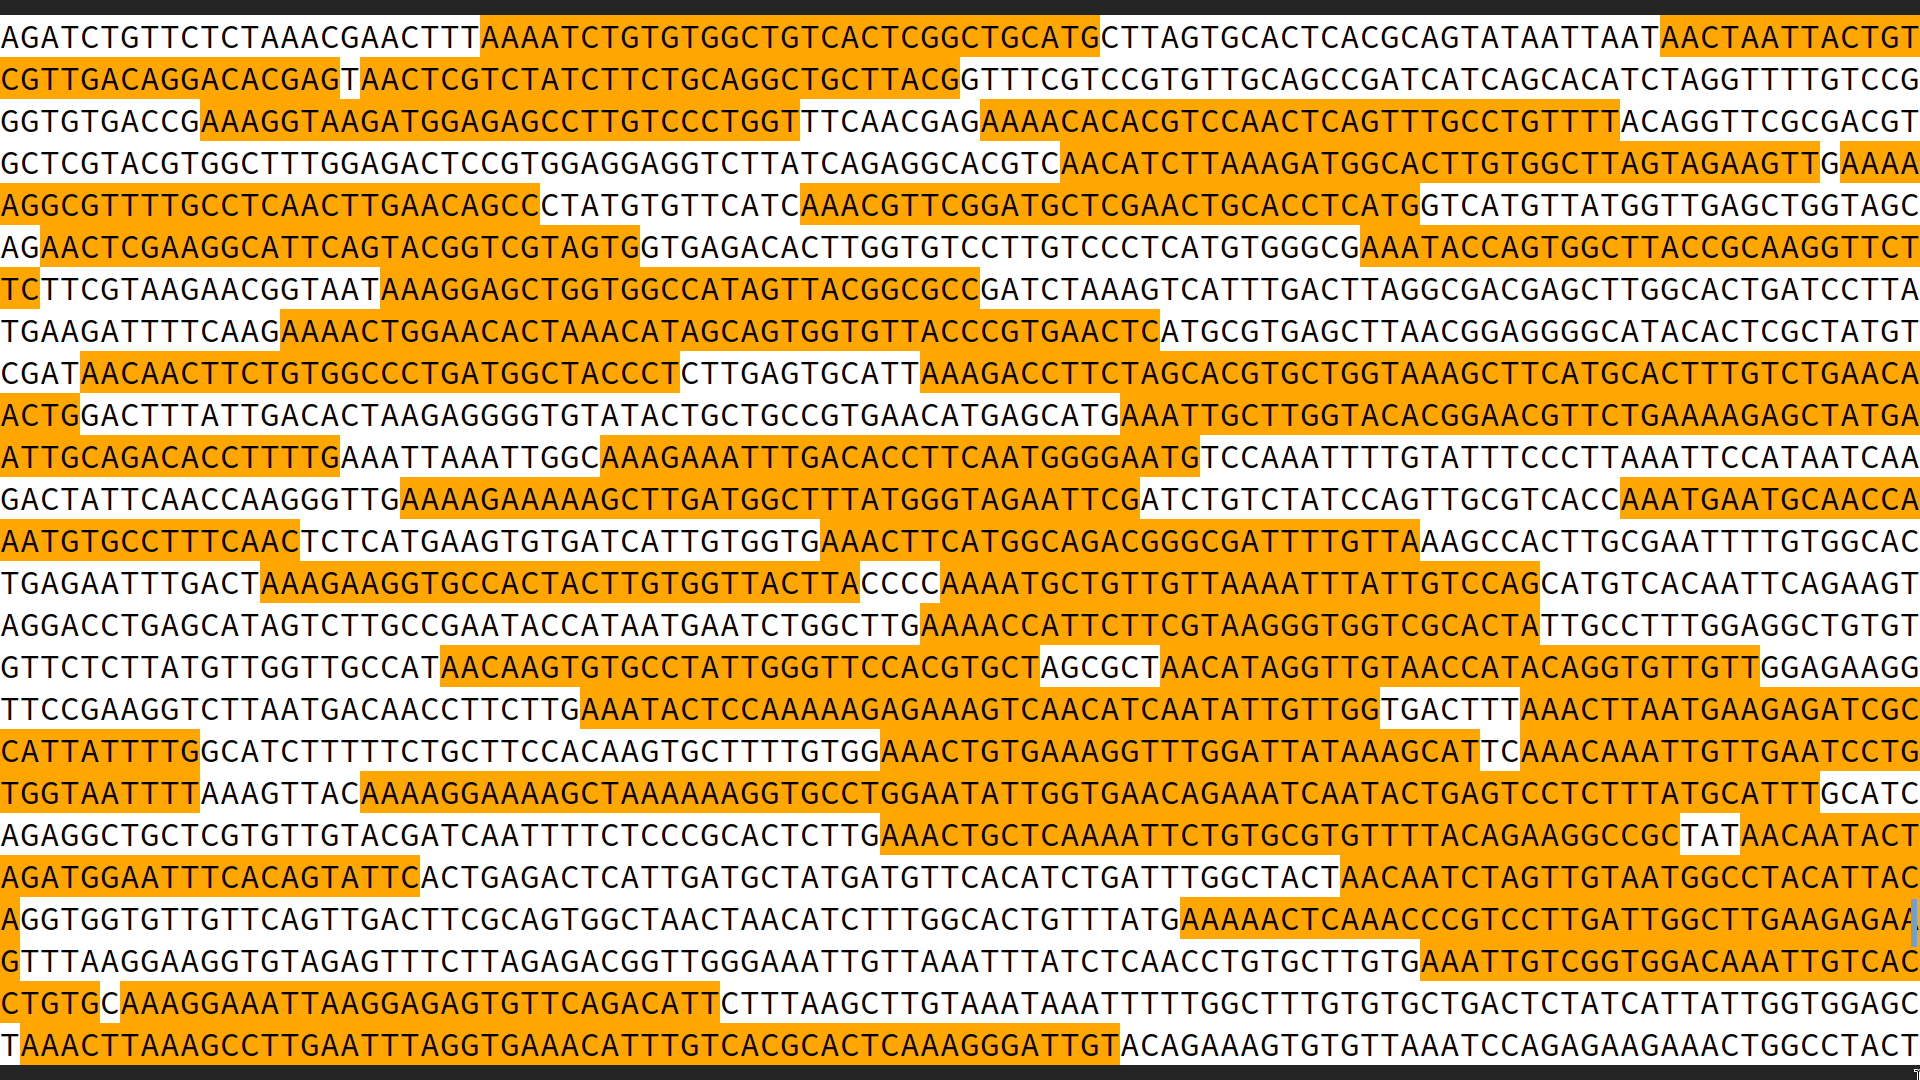 AGATCTGTTCTCTAAACGAACTTTAAAATCTGTGTGGCTGTCACTCGGCTGCATGCTTAGTGCACTCACGCAGTATAATTAATAACTAATTACTGT
CGTTGACAGGACACGAGTAACTCGTCTATCTTCTGCAGGCTGCTTACGGTTTCGTCCGTGTTGCAGCCGATCATCAGCACATCTAGGTTTTGTCCG
GGTGTGACCGAAAGGTAAGATGGAGAGCCTTGTCCCTGGTTTCAACGAGAAAACACACGTCCAACTCAGTTTGCCTGTTTTACAGGTTCGCGACGT
GCTCGTACGTGGCTTTGGAGACTCCGTGGAGGAGGTCTTATCAGAGGCACGTCAACATCTTAAAGATGGCACTTGTGGCTTAGTAGAAGTTGAAAA
AGGCGTTTTGCCTCAACTTGAACAGCCCTATGTGTTCATCAAACGTTCGGATGCTCGAACTGCACCTCATGGTCATGTTATGGTTGAGCTGGTAGC
AGAACTCGAAGGCATTCAGTACGGTCGTAGTGGTGAGACACTTGGTGTCCTTGTCCCTCATGTGGGCGAAATACCAGTGGCTTACCGCAAGGTTCT
TCTTCGTAAGAACGGTAATAAAGGAGCTGGTGGCCATAGTTACGGCGCCGATCTAAAGTCATTTGACTTAGGCGACGAGCTTGGCACTGATCCTTA
TGAAGATTTTCAAGAAAACTGGAACACTAAACATAGCAGTGGTGTTACCCGTGAACTCATGCGTGAGCTTAACGGAGGGGCATACACTCGCTATGT
CGATAACAACTTCTGTGGCCCTGATGGCTACCCTCTTGAGTGCATTAAAGACCTTCTAGCACGTGCTGGTAAAGCTTCATGCACTTTGTCTGAACA
ACTGGACTTTATTGACACTAAGAGGGGTGTATACTGCTGCCGTGAACATGAGCATGAAATTGCTTGGTACACGGAACGTTCTGAAAAGAGCTATGA
ATTGCAGACACCTTTTGAAATTAAATTGGCAAAGAAATTTGACACCTTCAATGGGGAATGTCCAAATTTTGTATTTCCCTTAAATTCCATAATCAA
GACTATTCAACCAAGGGTTGAAAAGAAAAAGCTTGATGGCTTTATGGGTAGAATTCGATCTGTCTATCCAGTTGCGTCACCAAATGAATGCAACCA
AATGTGCCTTTCAACTCTCATGAAGTGTGATCATTGTGGTGAAACTTCATGGCAGACGGGCGATTTTGTTAAAGCCACTTGCGAATTTTGTGGCAC
TGAGAATTTGACTAAAGAAGGTGCCACTACTTGTGGTTACTTACCCCAAAATGCTGTTGTTAAAATTTATTGTCCAGCATGTCACAATTCAGAAGT
AGGACCTGAGCATAGTCTTGCCGAATACCATAATGAATCTGGCTTGAAAACCATTCTTCGTAAGGGTGGTCGCACTATTGCCTTTGGAGGCTGTGT
GTTCTCTTATGTTGGTTGCCATAACAAGTGTGCCTATTGGGTTCCACGTGCTAGCGCTAACATAGGTTGTAACCATACAGGTGTTGTTGGAGAAGG
TTCCGAAGGTCTTAATGACAACCTTCTTGAAATACTCCAAAAAGAGAAAGTCAACATCAATATTGTTGGTGACTTTAAACTTAATGAAGAGATCGC
CATTATTTTGGCATCTTTTTCTGCTTCCACAAGTGCTTTTGTGGAAACTGTGAAAGGTTTGGATTATAAAGCATTCAAACAAATTGTTGAATCCTG
TGGTAATTTTAAAGTTACAAAAGGAAAAGCTAAAAAAGGTGCCTGGAATATTGGTGAACAGAAATCAATACTGAGTCCTCTTTATGCATTTGCATC
AGAGGCTGCTCGTGTTGTACGATCAATTTTCTCCCGCACTCTTGAAACTGCTCAAAATTCTGTGCGTGTTTTACAGAAGGCCGCTATAACAATACT
AGATGGAATTTCACAGTATTCACTGAGACTCATTGATGCTATGATGTTCACATCTGATTTGGCTACTAACAATCTAGTTGTAATGGCCTACATTAC
AGGTGGTGTTGTTCAGTTGACTTCGCAGTGGCTAACTAACATCTTTGGCACTGTTTATGAAAAACTCAAACCCGTCCTTGATTGGCTTGAAGAGAA
GTTTAAGGAAGGTGTAGAGTTTCTTAGAGACGGTTGGGAAATTGTTAAATTTATCTCAACCTGTGCTTGTGAAATTGTCGGTGGACAAATTGTCAC
CTGTGCAAAGGAAATTAAGGAGAGTGTTCAGACATTCTTTAAGCTTGTAAATAAATTTTTGGCTTTGTGTGCTGACTCTATCATTATTGGTGGAGC
TAAACTTAAAGCCTTGAATTTAGGTGAAACATTTGTCACGCACTCAAAGGGATTGTACAGAAAGTGTGTTAAATCCAGAGAAGAAACTGGCCTACT